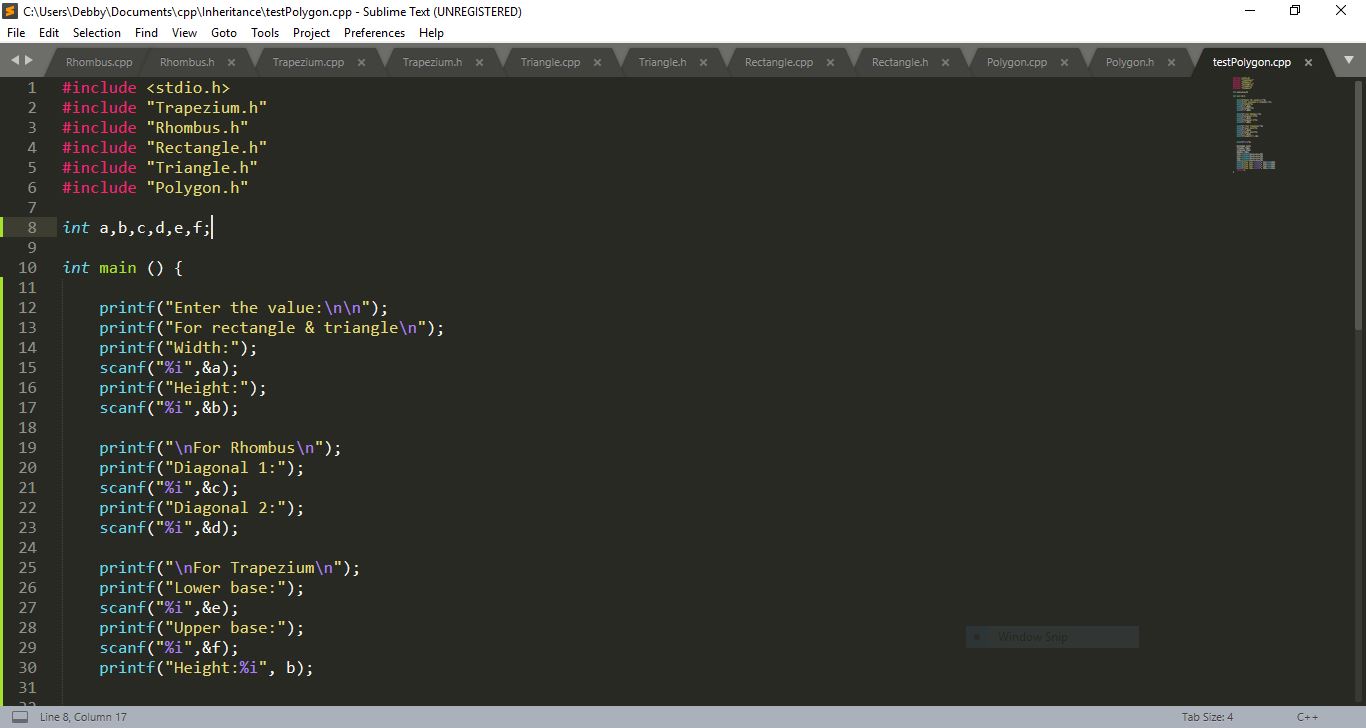 C:\Users\Debby\Documents\cpp\Inheritance\testPolygon.cpp - Sublime Text (UNREGISTERED)
File Edit Selection Find View Goto Tools Project Preferences Help
Rhombus.cpp Rhombus.h Trapezium.cpp Trapezium.h Triangle.cpp Triangle.h Rectangle.cpp Rectangle.h Polygon.cpp Polygon.h testPolygon.cpp
1 #include <stdio.h>
2 #include "Trapezium.h"
3 #include "Rhombus.h"
4 #include "Rectangle.h"
5 #include "Triangle.h"
6 #include "Polygon.h"
7
8 int a,b,c,d,e,f;
9
10 int main () {
11
12 printf("Enter the value:\n\n");
13 printf("For rectangle & triangle\n");
14 printf("Width:");
15 scanf("%i",&a);
16 printf("Height:");
17 scanf("%i",&b);
18
19 printf("\nFor Rhombus\n");
20 printf("Diagonal 1:");
21 scanf("%i",&c);
22 printf("Diagonal 2:");
23 scanf("%i",&d);
24
25 printf("\nFor Trapezium\n");
26 printf("Lower base:");
27 scanf("%i",&e);
28 printf("Upper base:");
29 scanf("%i",&f);
30 printf("Height:%i", b);
31
Window Snip
Line 8, Column 17 Tab Size: 4 C++